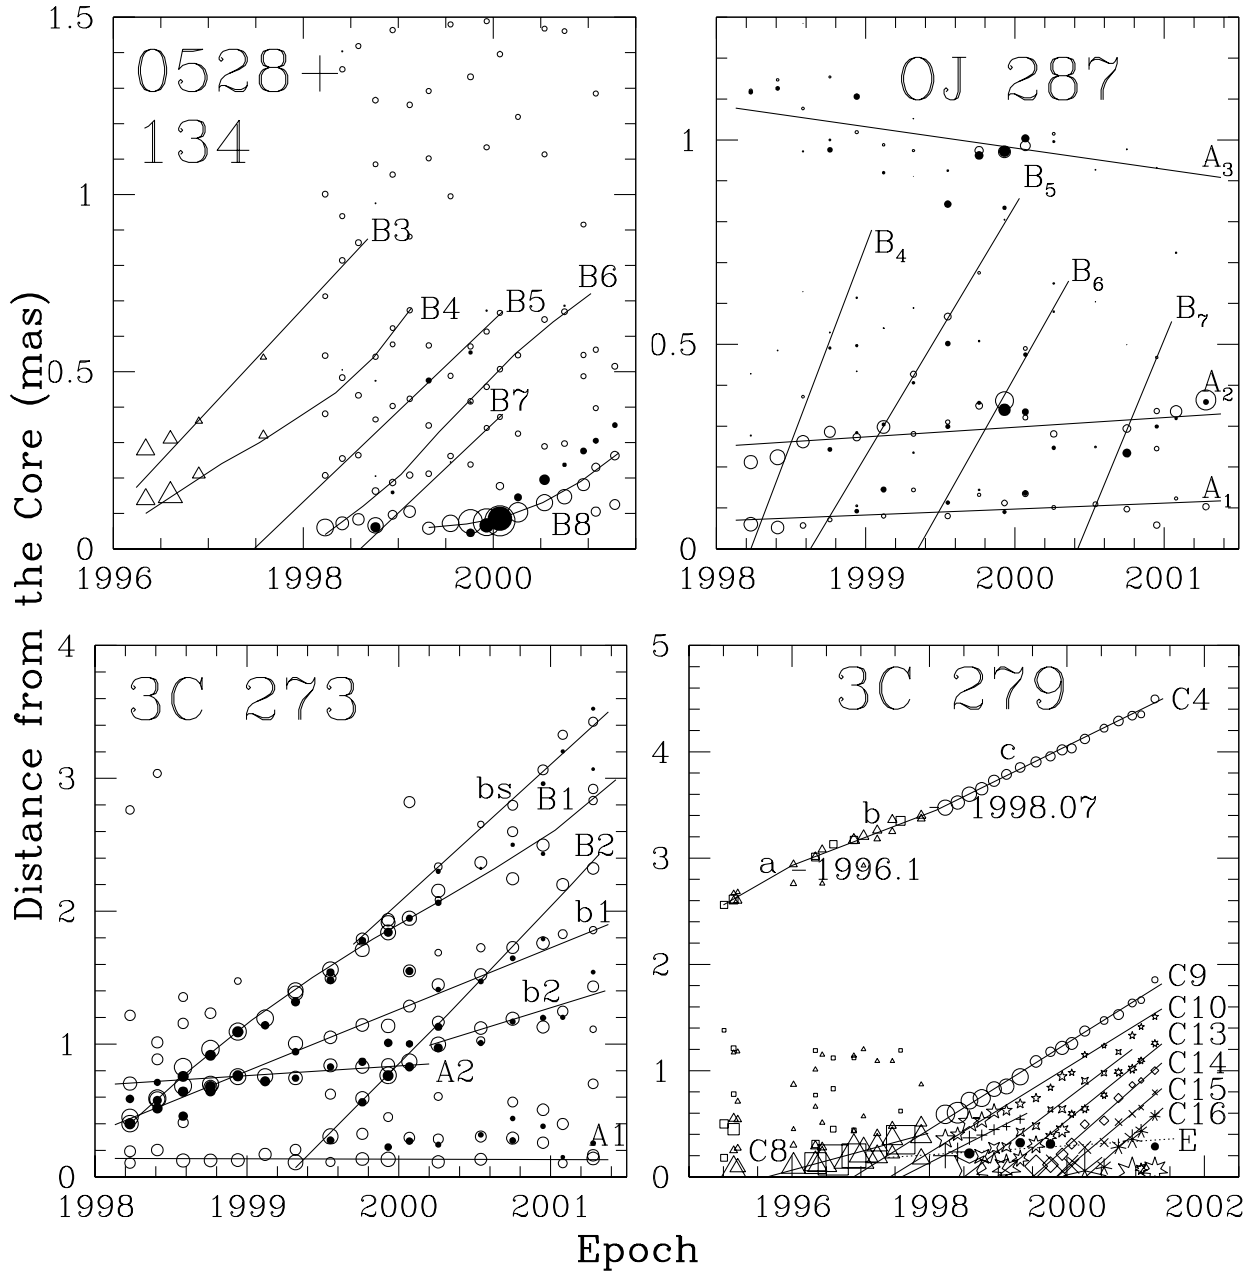 Distance from the Core (mas)
0528+
134
1.5
1
0.5
0
B3
B4
B5
B6
B7
B8
1996
1998
2000
OJ 287
1
0.5
0
A3
B5
B4
B6
B7
A2
A1
1998
1999
2000
2001
3C 273
4
3
2
1
0
bs
B1
B2
b1
b2
A2
A1
1998
1999
2000
2001
3C 279
5
4
3
2
1
0
C4
c
b
1998.07
a
1996.1
C9
C10
C13
C14
C15
C16
E
C8
1996
1998
2000
2002
Epoch